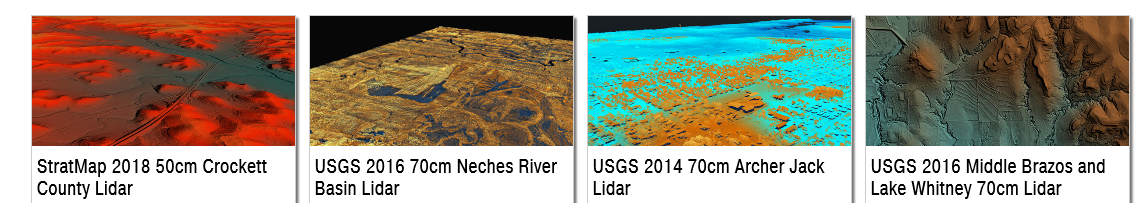 StratMap 2018 50cm Crockett
County Lidar
USGS 2016 70cm Neches River
Basin Lidar
USGS 2014 70cm Archer Jack
Lidar
USGS 2016 Middle Brazos and
Lake Whitney 70cm Lidar